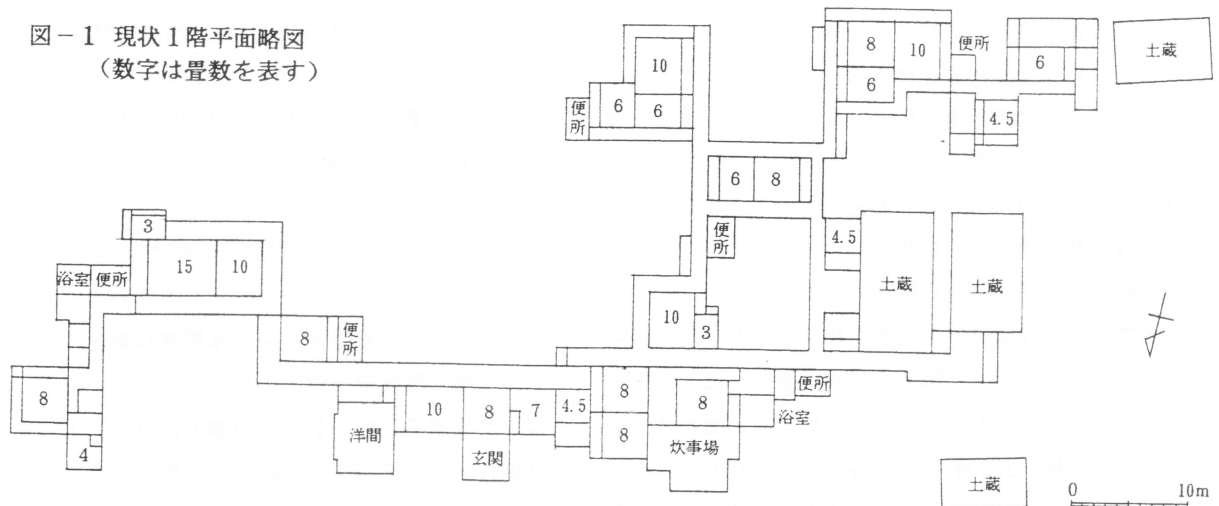 図－1 現状1階平面略図
（数字は畳数を表す）
8
10
便所
6
土蔵
10
6
6
6
便所
4.5
6
8
3
便所
4.5
浴室
便所
15
10
土蔵
土蔵
10
3
8
便所
8
8
便所
8
10
8
7
4.5
浴室
洋間
8
炊事場
4
玄関
土蔵
0
10m